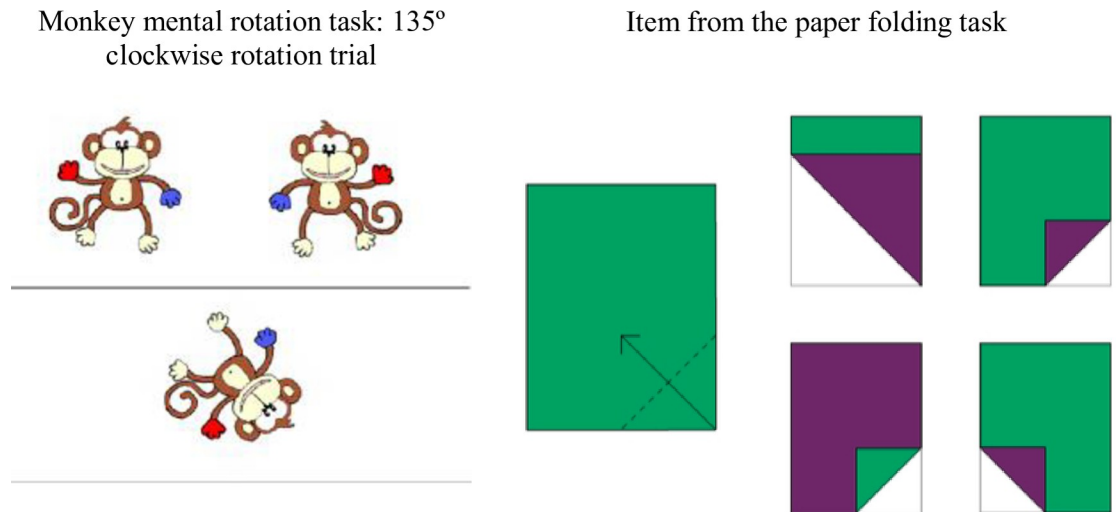 Monkey mental rotation task: 135º
clockwise rotation trial
Item from the paper folding task